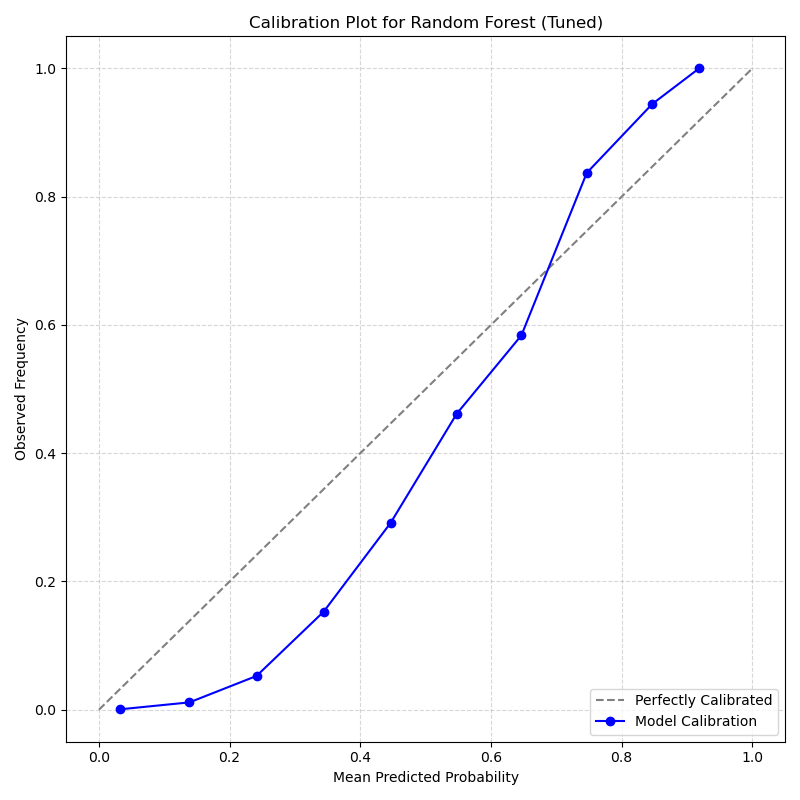 Calibration Plot for Random Forest (Tuned)
1.0
0.8
0.6
0.4
0.2
0.0
Observed Frequency
Perfectly Calibrated
Model Calibration
0.0 0.2 0.4 0.6 0.8 1.0
Mean Predicted Probability